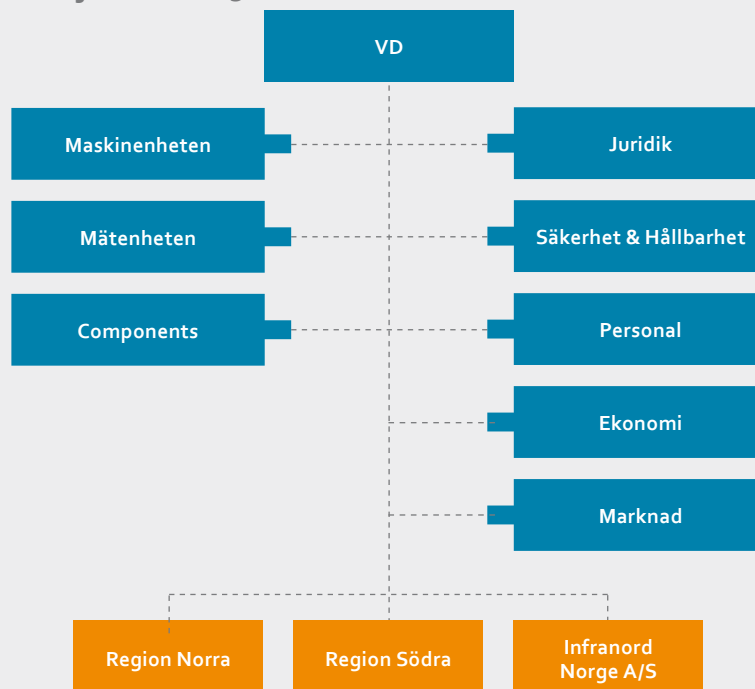 VD
Maskinenheten
Juridik
Mätenheten
Säkerhet & Hållbarhet
Components
Personal
Ekonomi
Marknad
Region Norra
Region Södra
Infranord
Norge A/S